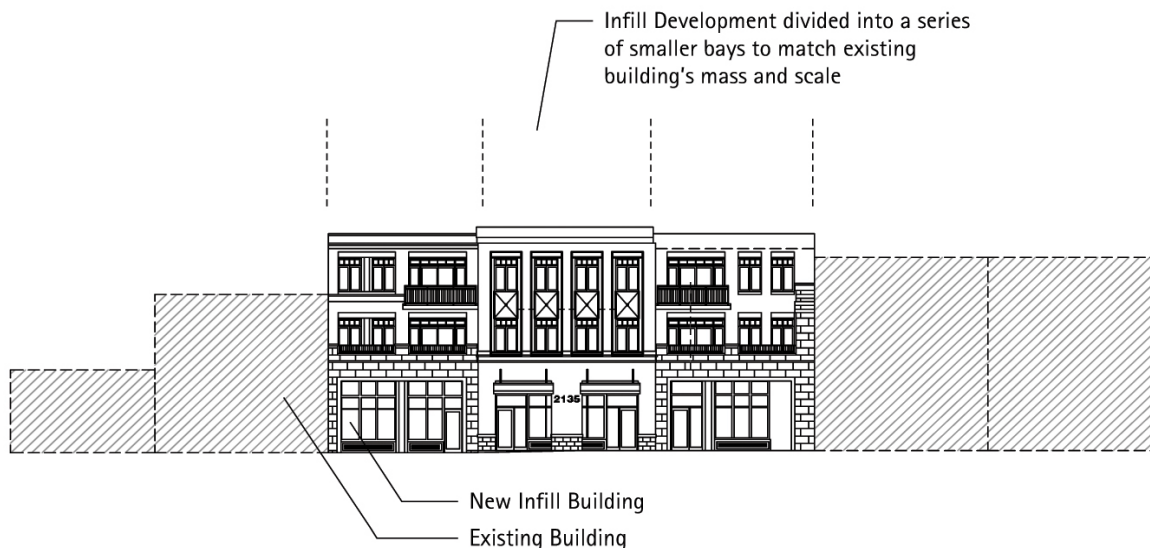 Infill Development divided into a series
of smaller bays to match existing
building's mass and scale
2135
New Infill Building
Existing Building